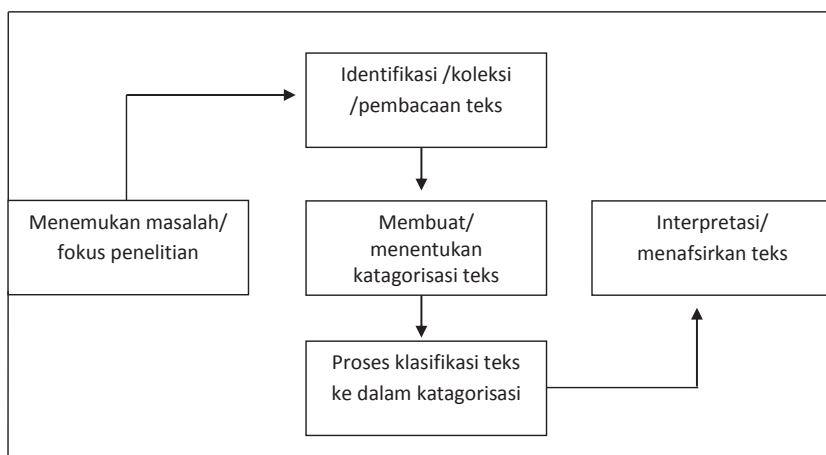 Identifikasi /koleksi
/pembacaan teks
Menemukan masalah/
fokus penelitian
Membuat/
menentukan
katagorisasi teks
Interpretasi/
menafsirkan teks
Proses klasifikasi teks
ke dalam katagorisasi